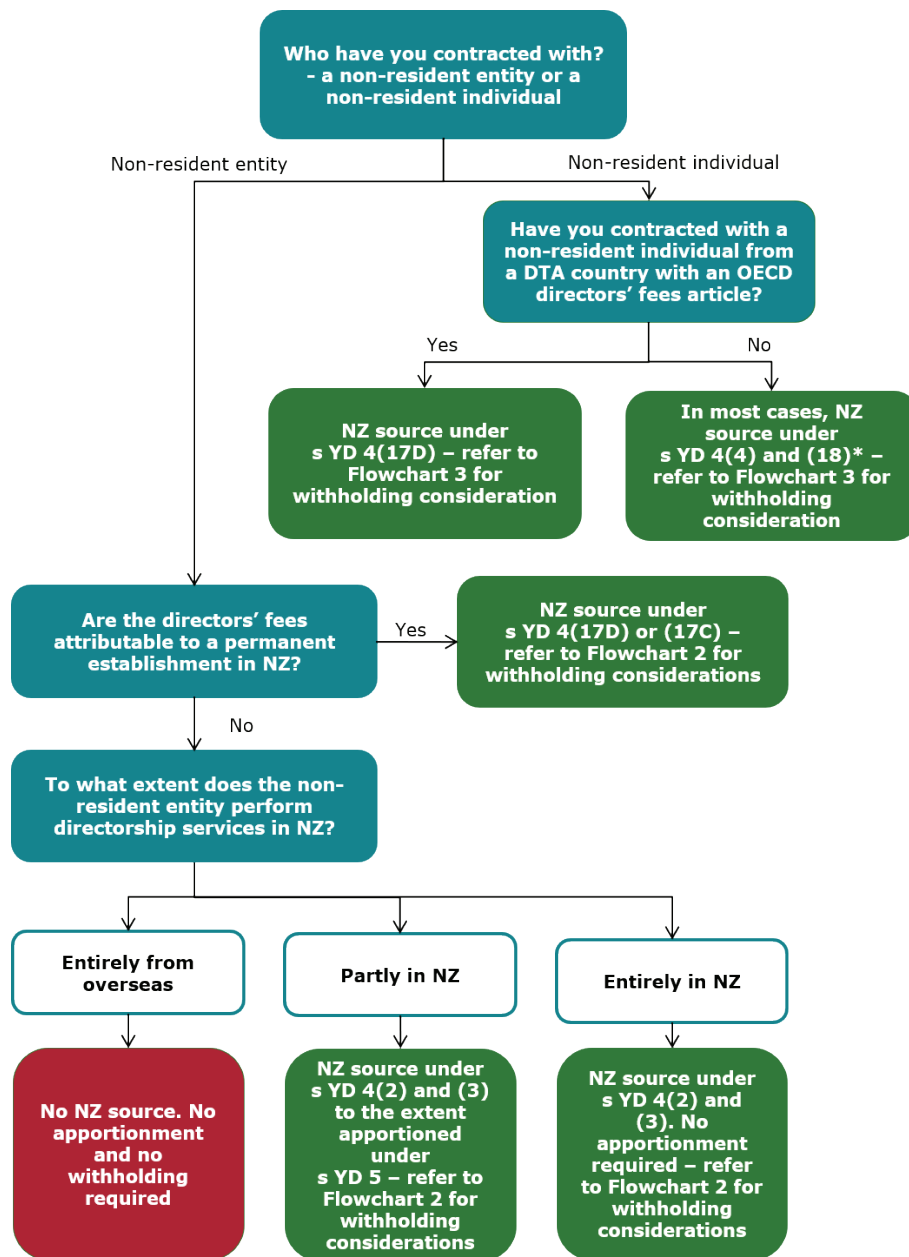 Who have you contracted with?
- a non-resident entity or a
non-resident individual
Non-resident entity
Non-resident individual
Have you contracted with a
non-resident individual from
a DTA country with an OECD
directors’ fees article?
Yes
No
NZ source under
s YD 4(17D) – refer to
Flowchart 3 for
withholding consideration
In most cases, NZ
source under
s YD 4(4) and (18)* –
refer to Flowchart 3 for
withholding
consideration
Are the directors’ fees
attributable to a permanent
establishment in NZ?
Yes
NZ source under
s YD 4(17D) or (17C) –
refer to Flowchart 2 for
withholding considerations
No
To what extent does the non-
resident entity perform
directorship services in NZ?
Entirely from
overseas
Partly in NZ
Entirely in NZ
No NZ source. No
apportionment
and no
withholding
required
NZ source under
s YD 4(2) and (3)
to the extent
apportioned
under
s YD 5 – refer to
Flowchart 2 for
withholding
considerations
NZ source under
s YD 4(2) and
(3). No
apportionment
required – refer
to Flowchart 2 for
withholding
considerations